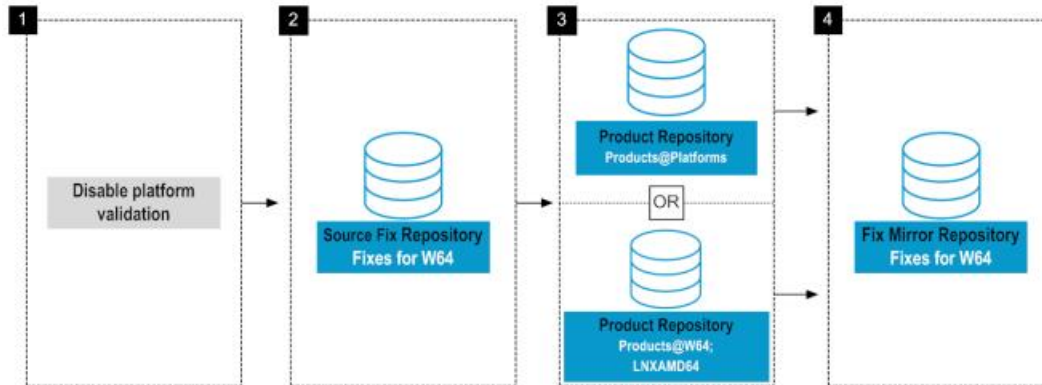 1
2
3
4
Disable platform
validation
Source Fix Repository
Fixes for W64
Product Repository
Products@Platforms
OR
Product Repository
Products@W64;
LNXAMD64
Fix Mirror Repository
Fixes for W64